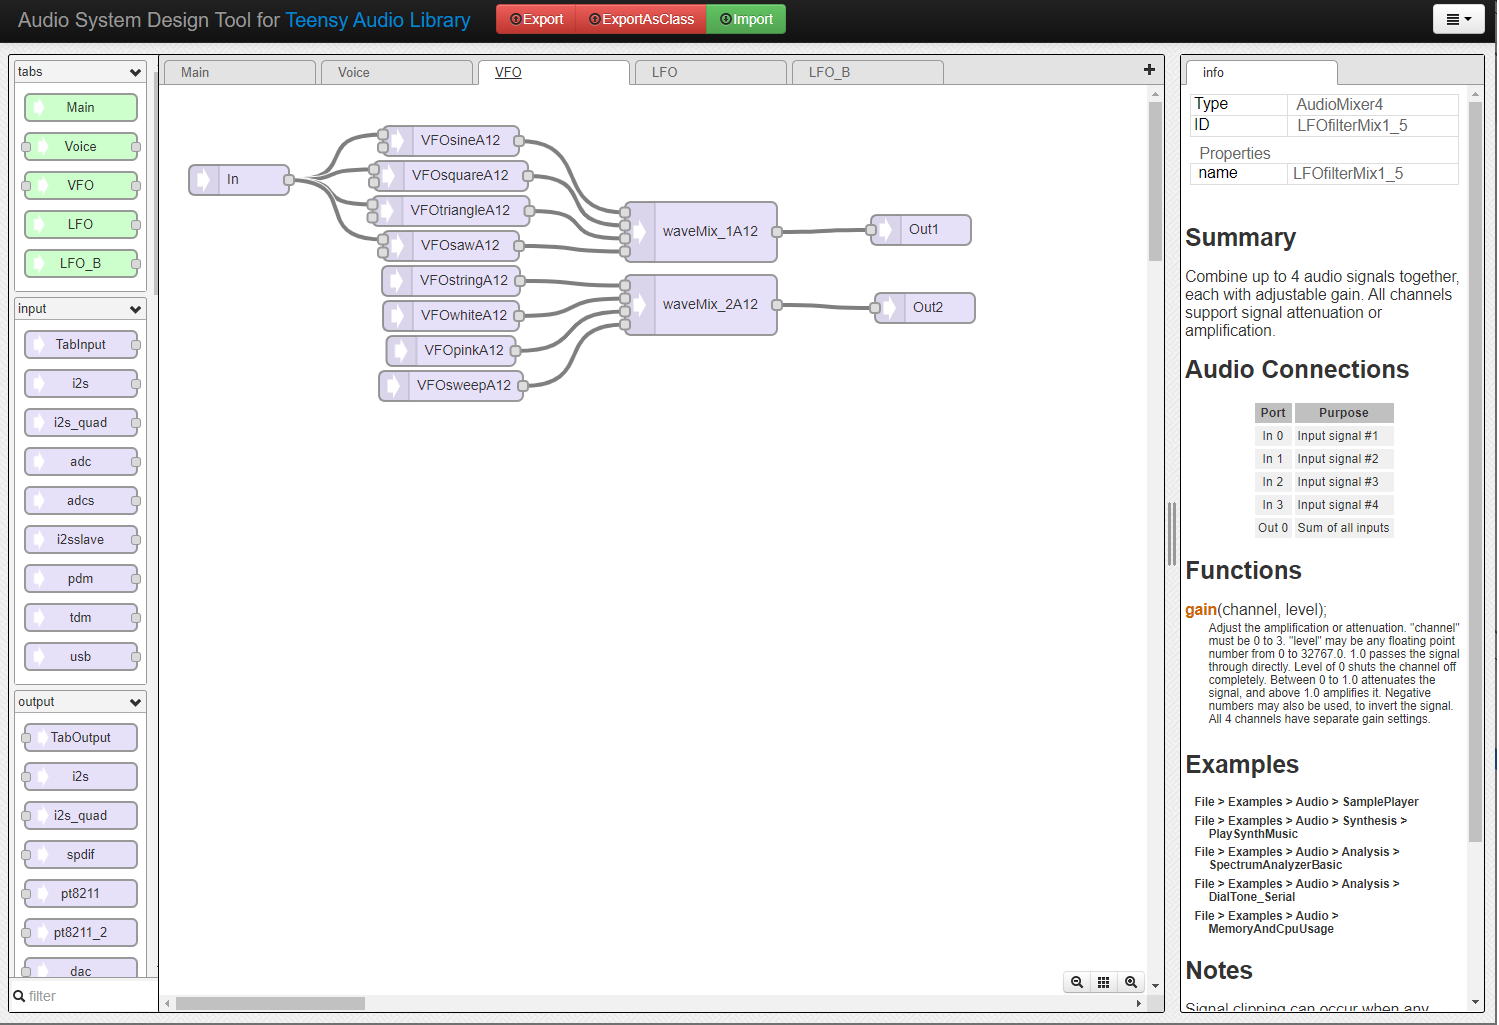 Audio System Design Tool for Teensy Audio Library
Export
ExportAsClass
Import
tabs
Main
Voice
VFO
LFO
LFO_B
input
TabInput
i2s
i2s_quad
adc
adcs
i2sslave
pdm
tdm
usb
output
TabOutput
i2s
i2s_quad
spdif
pt8211
pt8211_2
dac
filter
Main
Voice
VFO
LFO
LFO_B
In
VFOsineA12
VFOsquareA12
VFOtriangleA12
VFOsawA12
VFOstringA12
VFOwhiteA12
VFOpinkA12
VFOsweepA12
waveMix_1A12
waveMix_2A12
Out1
Out2
info
Type AudioMixer4
ID LFOfilterMix1_5
Properties
name LFOfilterMix1_5
Summary
Combine up to 4 audio signals together,
each with adjustable gain. All channels
support signal attenuation or
amplification.
Audio Connections
Port Purpose
In 0 Input signal #1
In 1 Input signal #2
In 2 Input signal #3
In 3 Input signal #4
Out 0 Sum of all inputs
Functions
gain(channel, level);
Adjust the amplification or attenuation. "channel"
must be 0 to 3. "level" may be any floating point
number from 0 to 32767.0. 1.0 passes the signal
through directly. Level of 0 shuts the channel off
completely. Between 0 to 1.0 attenuates the
signal, and above 1.0 amplifies it. Negative
numbers may also be used, to invert the signal.
All 4 channels have separate gain settings.
Examples
File > Examples > Audio > SamplePlayer
File > Examples > Audio > Synthesis >
PlaySynthMusic
File > Examples > Audio > Analysis >
SpectrumAnalyzerBasic
File > Examples > Audio > Analysis >
DialTone_Serial
File > Examples > Audio >
MemoryAndCpuUsage
Notes
Signal clipping can occur when any